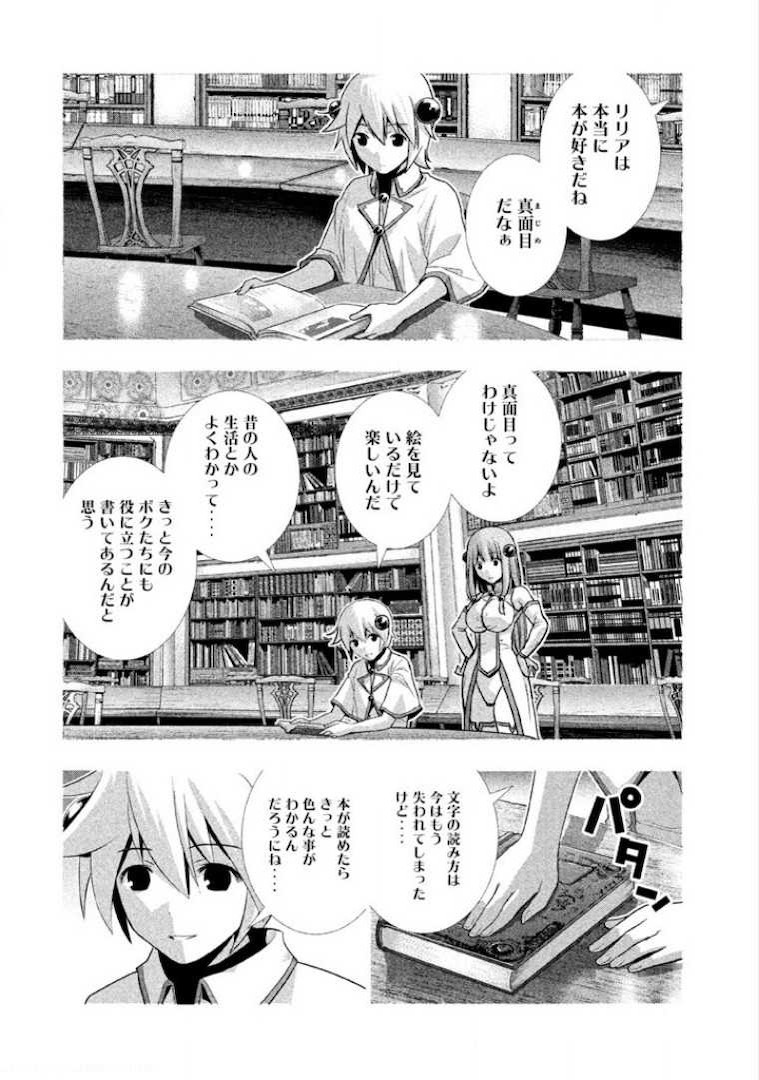 リリアは
本当に
本が好きだね
真面目
まじめ
だなぁ
真面目って
わけじゃないよ
絵を見て
いるだけで
楽しいんだ
昔の人の
生活とか
よくわかって・・・・
きっと今の
ボクたちにも
役に立つことが
書いてあるんだと
思う
パタン
文字の読み方は
今はもう
失われてしまった
けど・・・
本が読めたら
きっと
色んな事が
わかるん
だろうにね・・・・